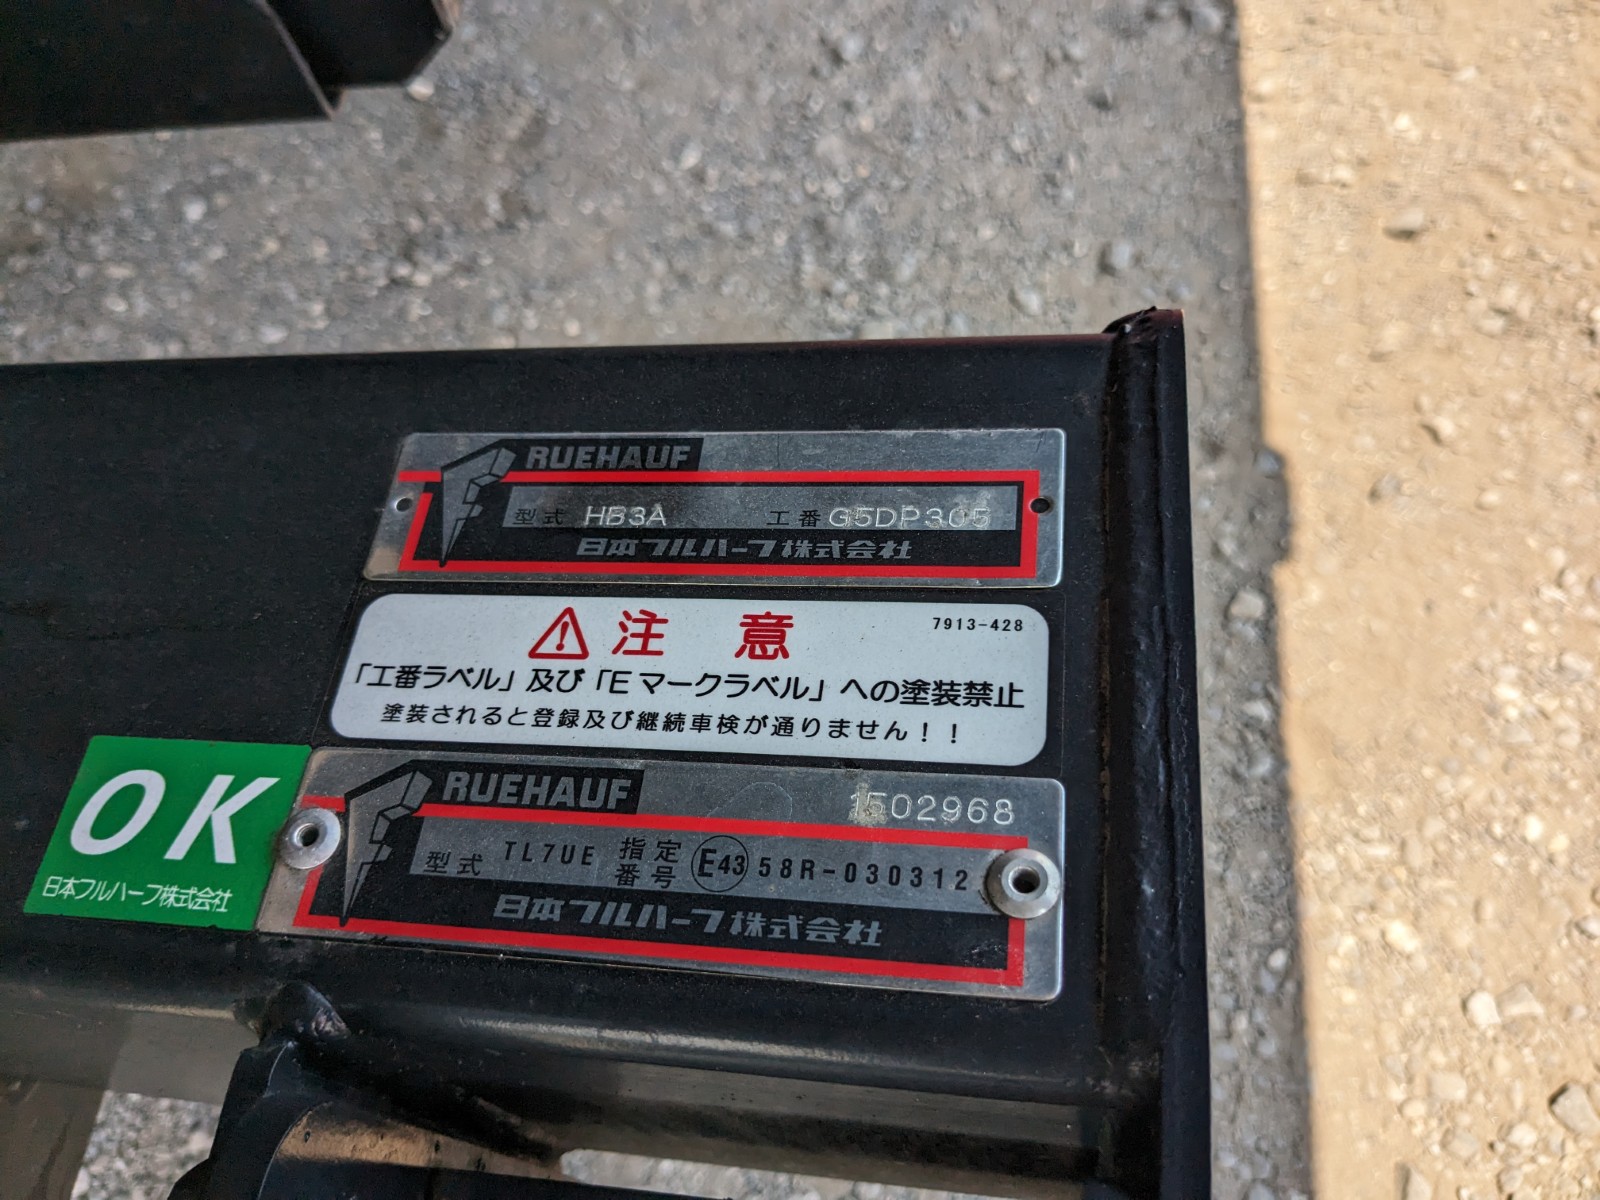 FRUEHAUF
型式 HB3A 工番 G5DP305
日本フルハーフ株式会社
注意 7913-428
「工番ラベル」及び「Eマークラベル」への塗装禁止
塗装されると登録及び継続車検が通りません！！
OK
日本フルハーフ株式会社
FRUEHAUF 1502968
型式 TL7UE 指定番号 E43 58R-030312
日本フルハーフ株式会社